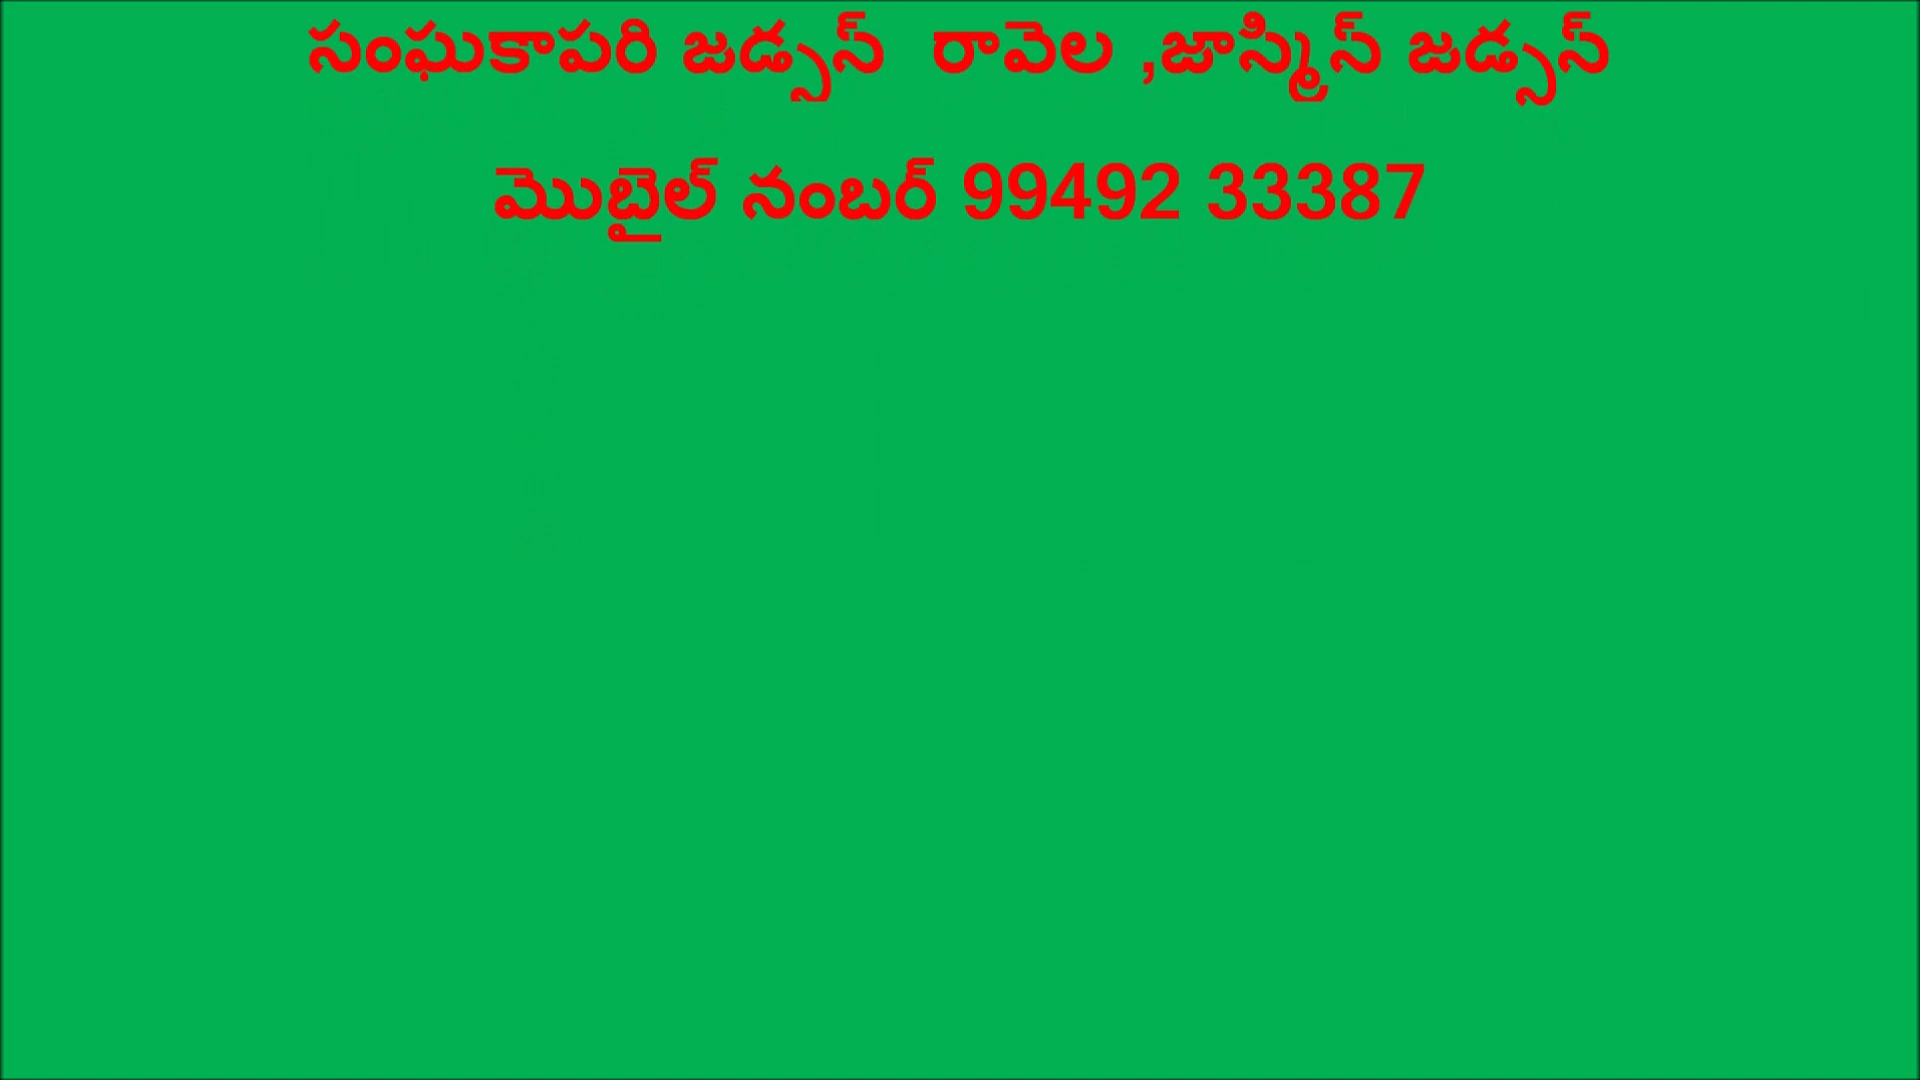 సంఘకాపరి జడ్సన్  రావెల ,జాస్మిన్ జడ్సన్
మొబైల్ నంబర్ 99492 33387